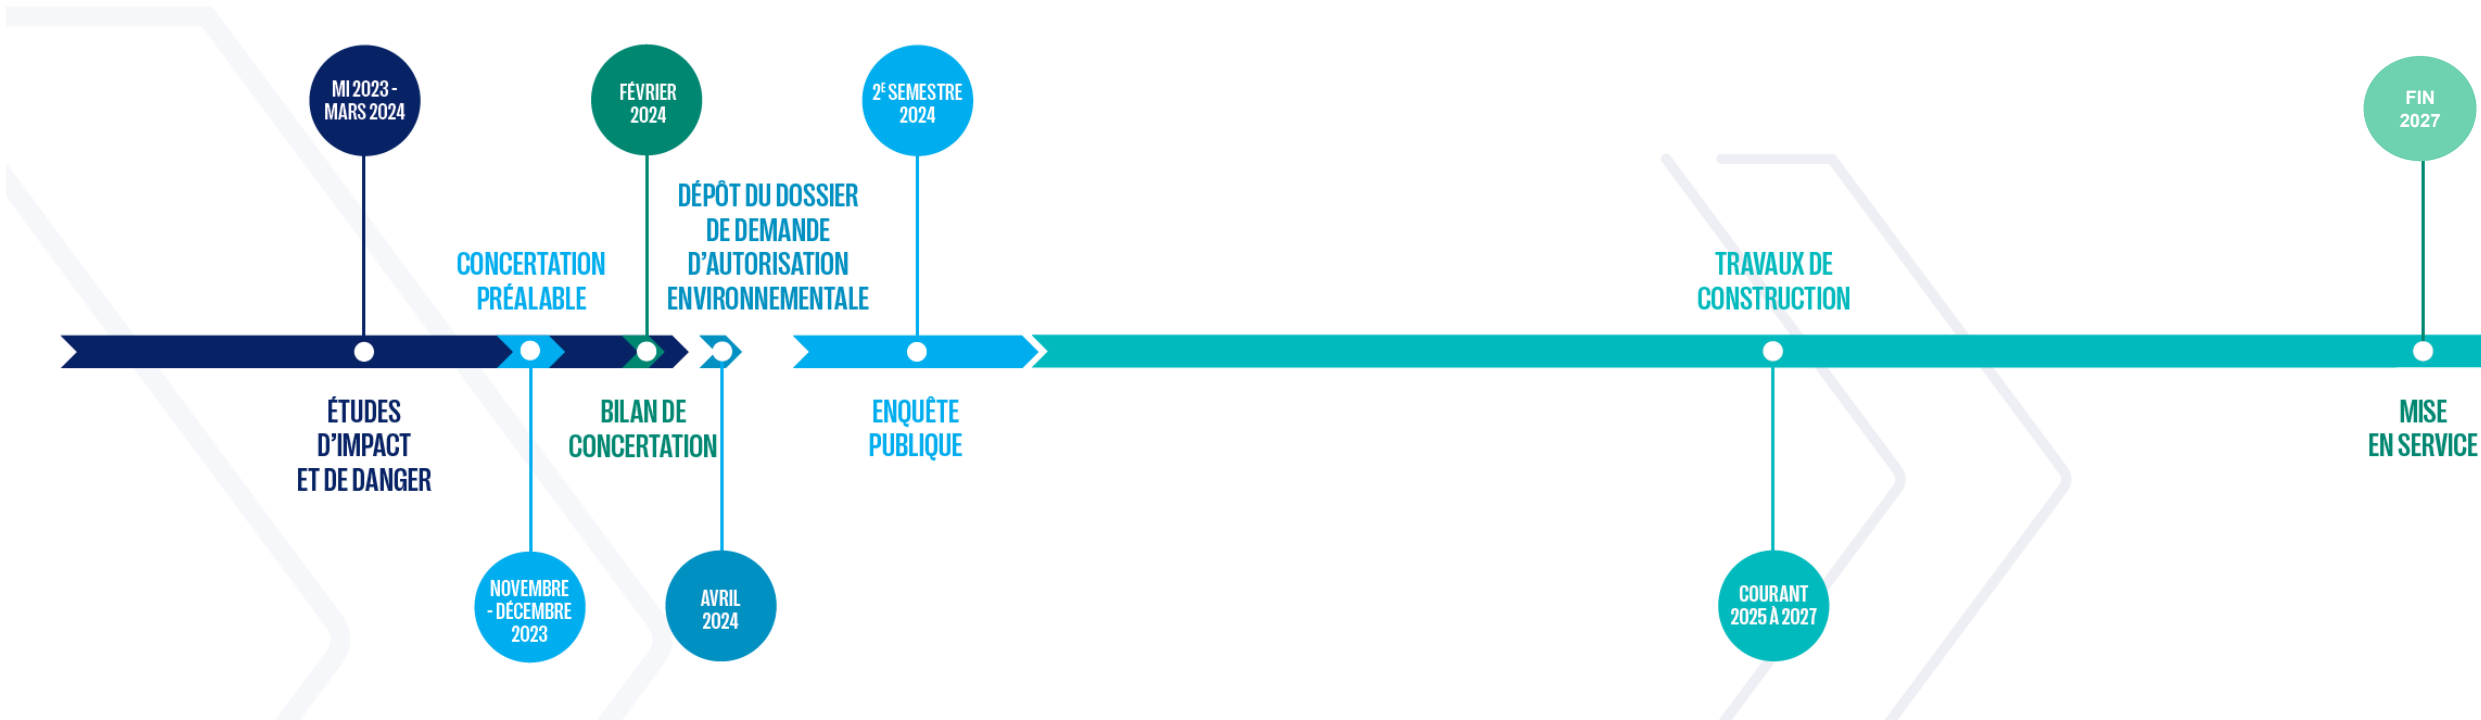 MI 2023 -
MARS 2024
ÉTUDES
D’IMPACT
ET DE DANGER
CONCERTATION
PRÉALABLE
NOVEMBRE
- DÉCEMBRE
2023
FÉVRIER
2024
BILAN DE
CONCERTATION
DÉPÔT DU DOSSIER
DE DEMANDE
D’AUTORISATION
ENVIRONNEMENTALE
AVRIL
2024
2E SEMESTRE
2024
ENQUÊTE
PUBLIQUE
TRAVAUX DE
CONSTRUCTION
COURANT
2025 À 2027
FIN
2027
MISE
EN SERVICE